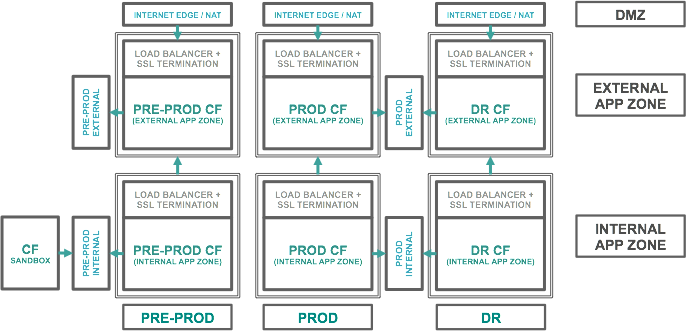 INTERNET EDGE / NAT
INTERNET EDGE / NAT
INTERNET EDGE / NAT
DMZ
LOAD BALANCER +
SSL TERMINATION
LOAD BALANCER +
SSL TERMINATION
LOAD BALANCER +
SSL TERMINATION
PRE-PROD
EXTERNAL
PRE-PROD CF
(EXTERNAL APP ZONE)
PROD CF
(EXTERNAL APP ZONE)
PROD
EXTERNAL
DR CF
(EXTERNAL APP ZONE)
EXTERNAL
APP ZONE
LOAD BALANCER +
SSL TERMINATION
LOAD BALANCER +
SSL TERMINATION
LOAD BALANCER +
SSL TERMINATION
CF
SANDBOX
PRE-PROD
INTERNAL
PRE-PROD CF
(INTERNAL APP ZONE)
PROD CF
(INTERNAL APP ZONE)
PROD
INTERNAL
DR CF
(INTERNAL APP ZONE)
INTERNAL
APP ZONE
PRE-PROD
PROD
DR